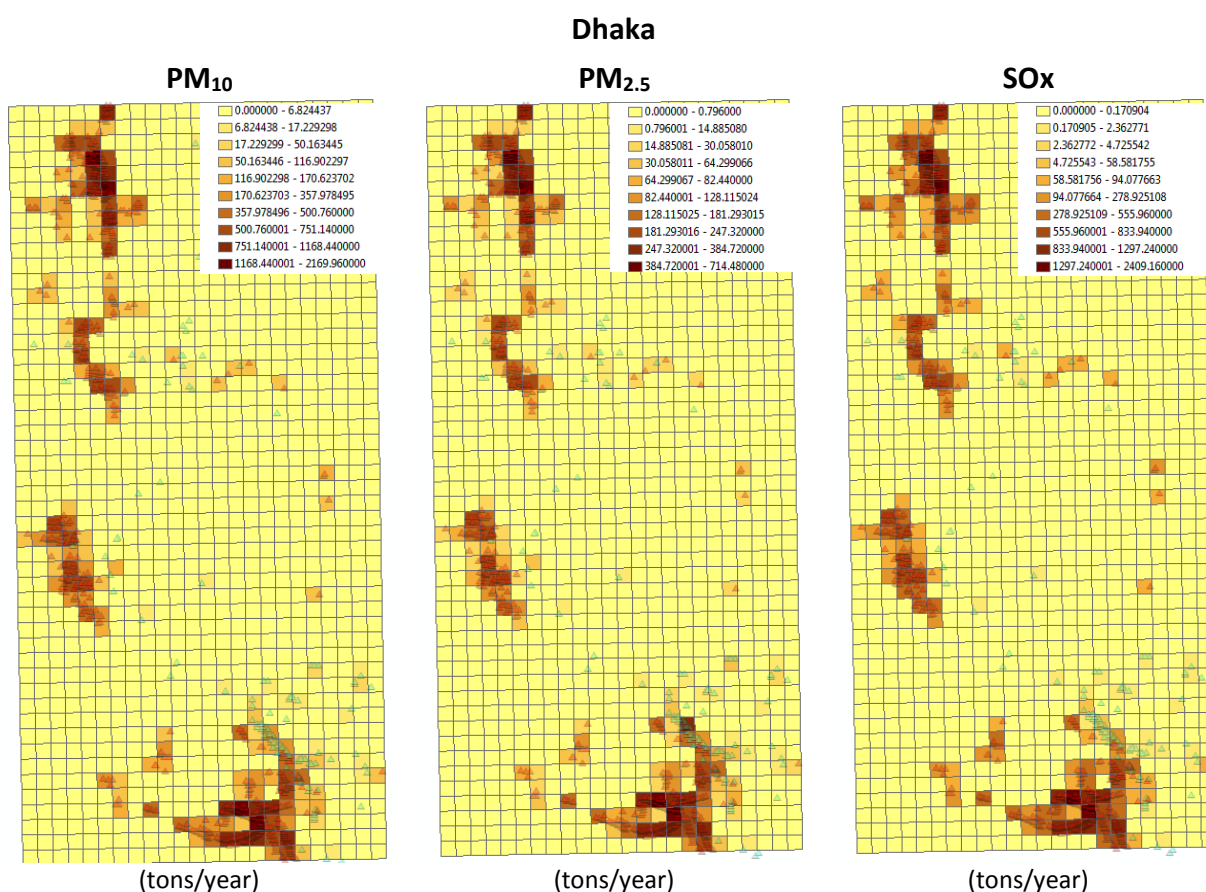 Dhaka
PM₁₀
PM₂.₅
SOx
0.000000 - 6.824437
6.824438 - 17.229298
17.229299 - 50.163445
50.163446 - 116.902297
116.902298 - 170.623702
170.623703 - 357.978495
357.978496 - 500.760000
500.760001 - 751.140000
751.140001 - 1168.440000
1168.440001 - 2169.960000
0.000000 - 0.796000
0.796001 - 14.885080
14.885081 - 30.058010
30.058011 - 64.299066
64.299067 - 82.440000
82.440001 - 128.115024
128.115025 - 181.293015
181.293016 - 247.320000
247.320001 - 384.720000
384.720001 - 714.480000
0.000000 - 0.170904
0.170905 - 2.362771
2.362772 - 4.725542
4.725543 - 58.581755
58.581756 - 94.077663
94.077664 - 278.925108
278.925109 - 555.960000
555.960001 - 833.940000
833.940001 - 1297.240000
1297.240001 - 2409.160000
(tons/year)
(tons/year)
(tons/year)